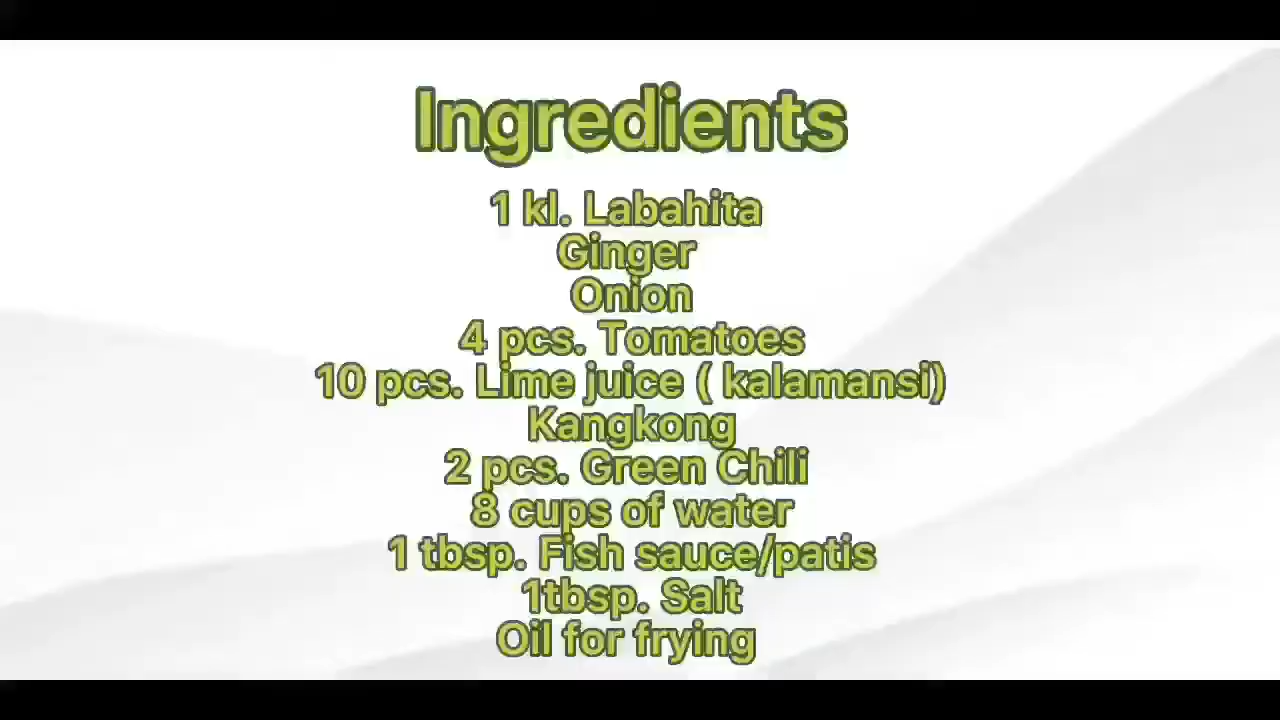 Ingredients
1 kl. Labahita
Ginger
Onion
4 pcs. Tomatoes
10 pcs. Lime juice ( kalamansi)
Kangkong
2 pcs. Green Chili
8 cups of water
1 tbsp. Fish sauce/patis
1tbsp. Salt
Oil for frying